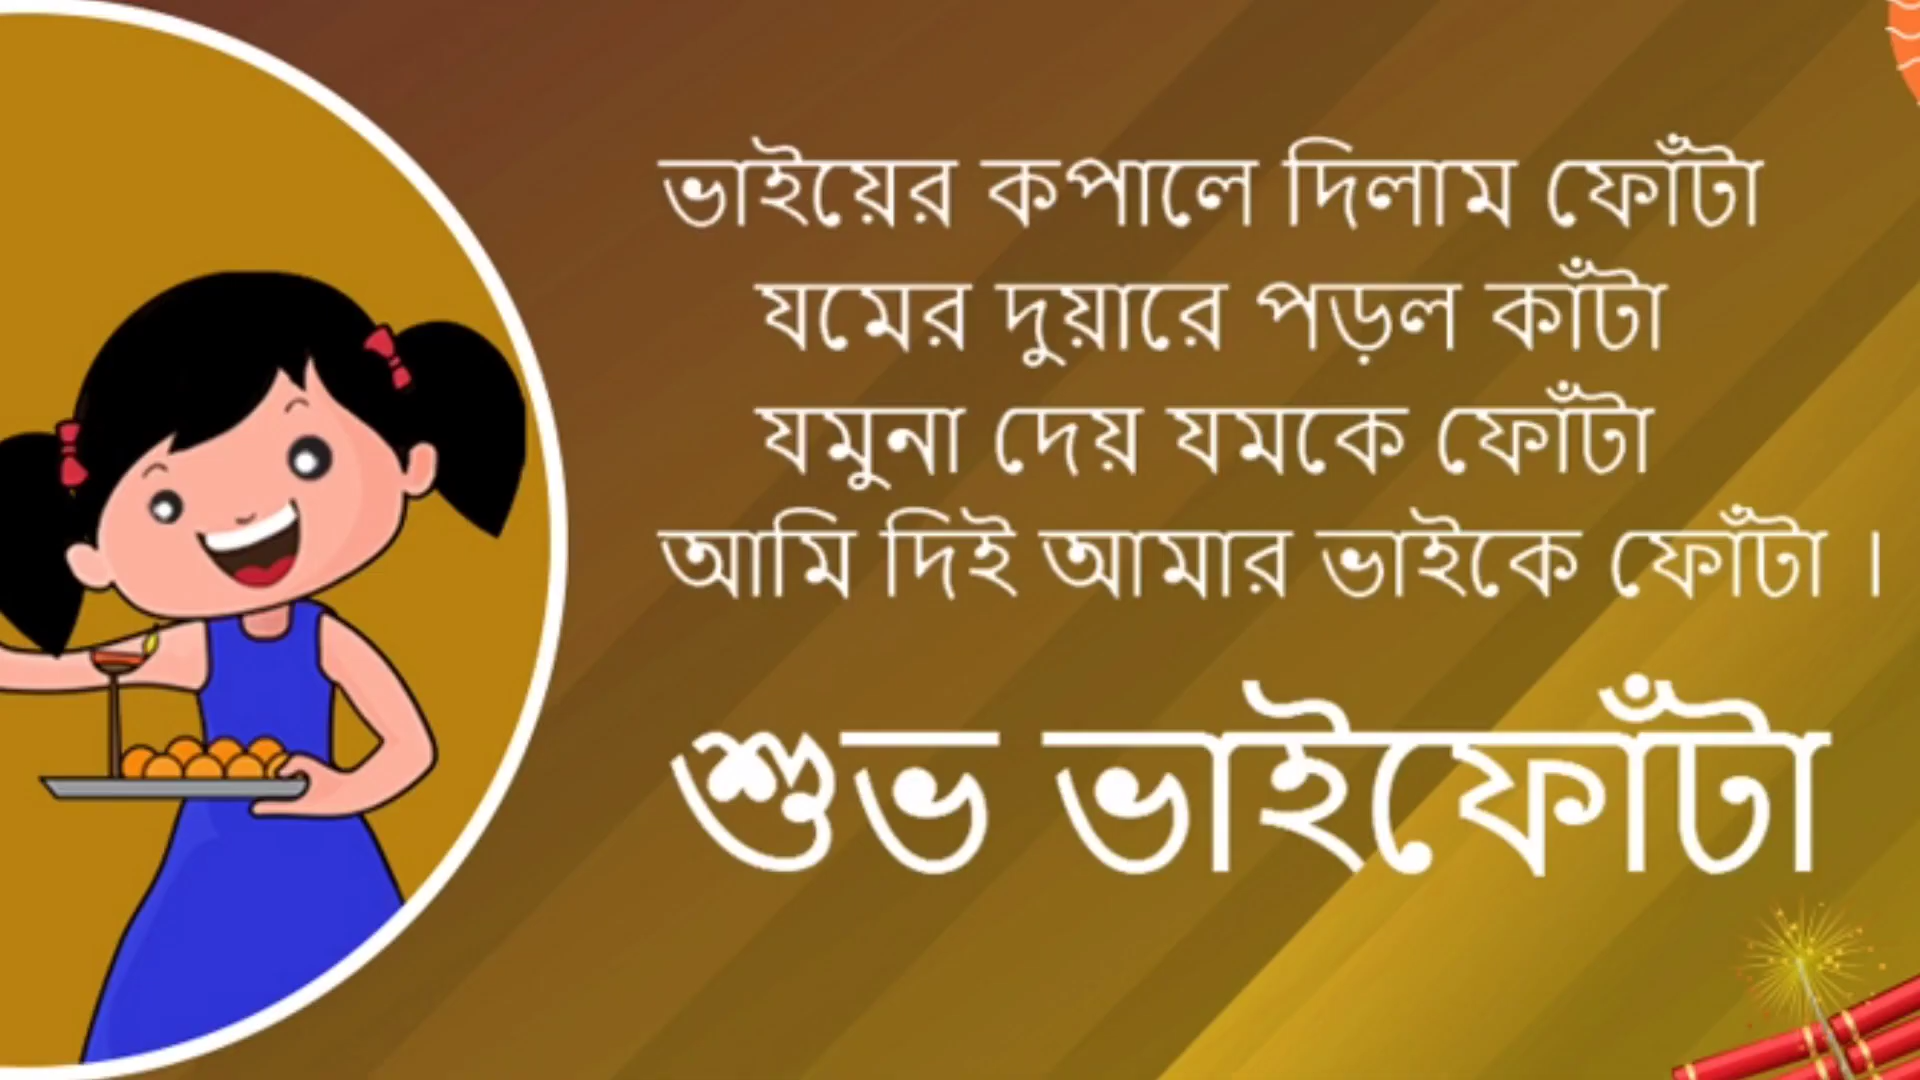 ভাইয়ের কপালে দিলাম ফোঁটা
যমের দুয়ারে পড়ল কাঁটা
যমুনা দেয় যমকে ফোঁটা
আমি দিই আমার ভাইকে ফোঁটা ।
শুভ ভাইফোঁটা